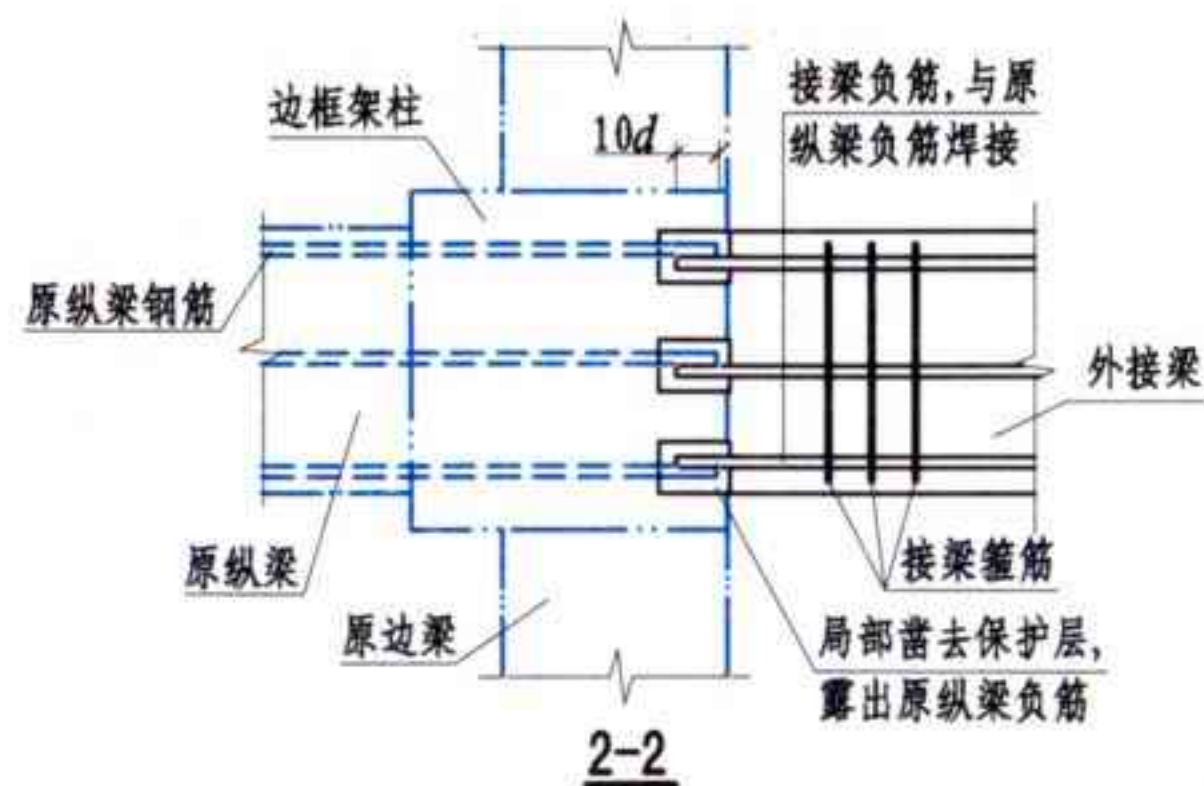 边框架柱
10d
接梁负筋,与原
纵梁负筋焊接
原纵梁钢筋
外接梁
原纵梁
接梁箍筋
原边梁
局部凿去保护层,
露出原纵梁负筋
2-2